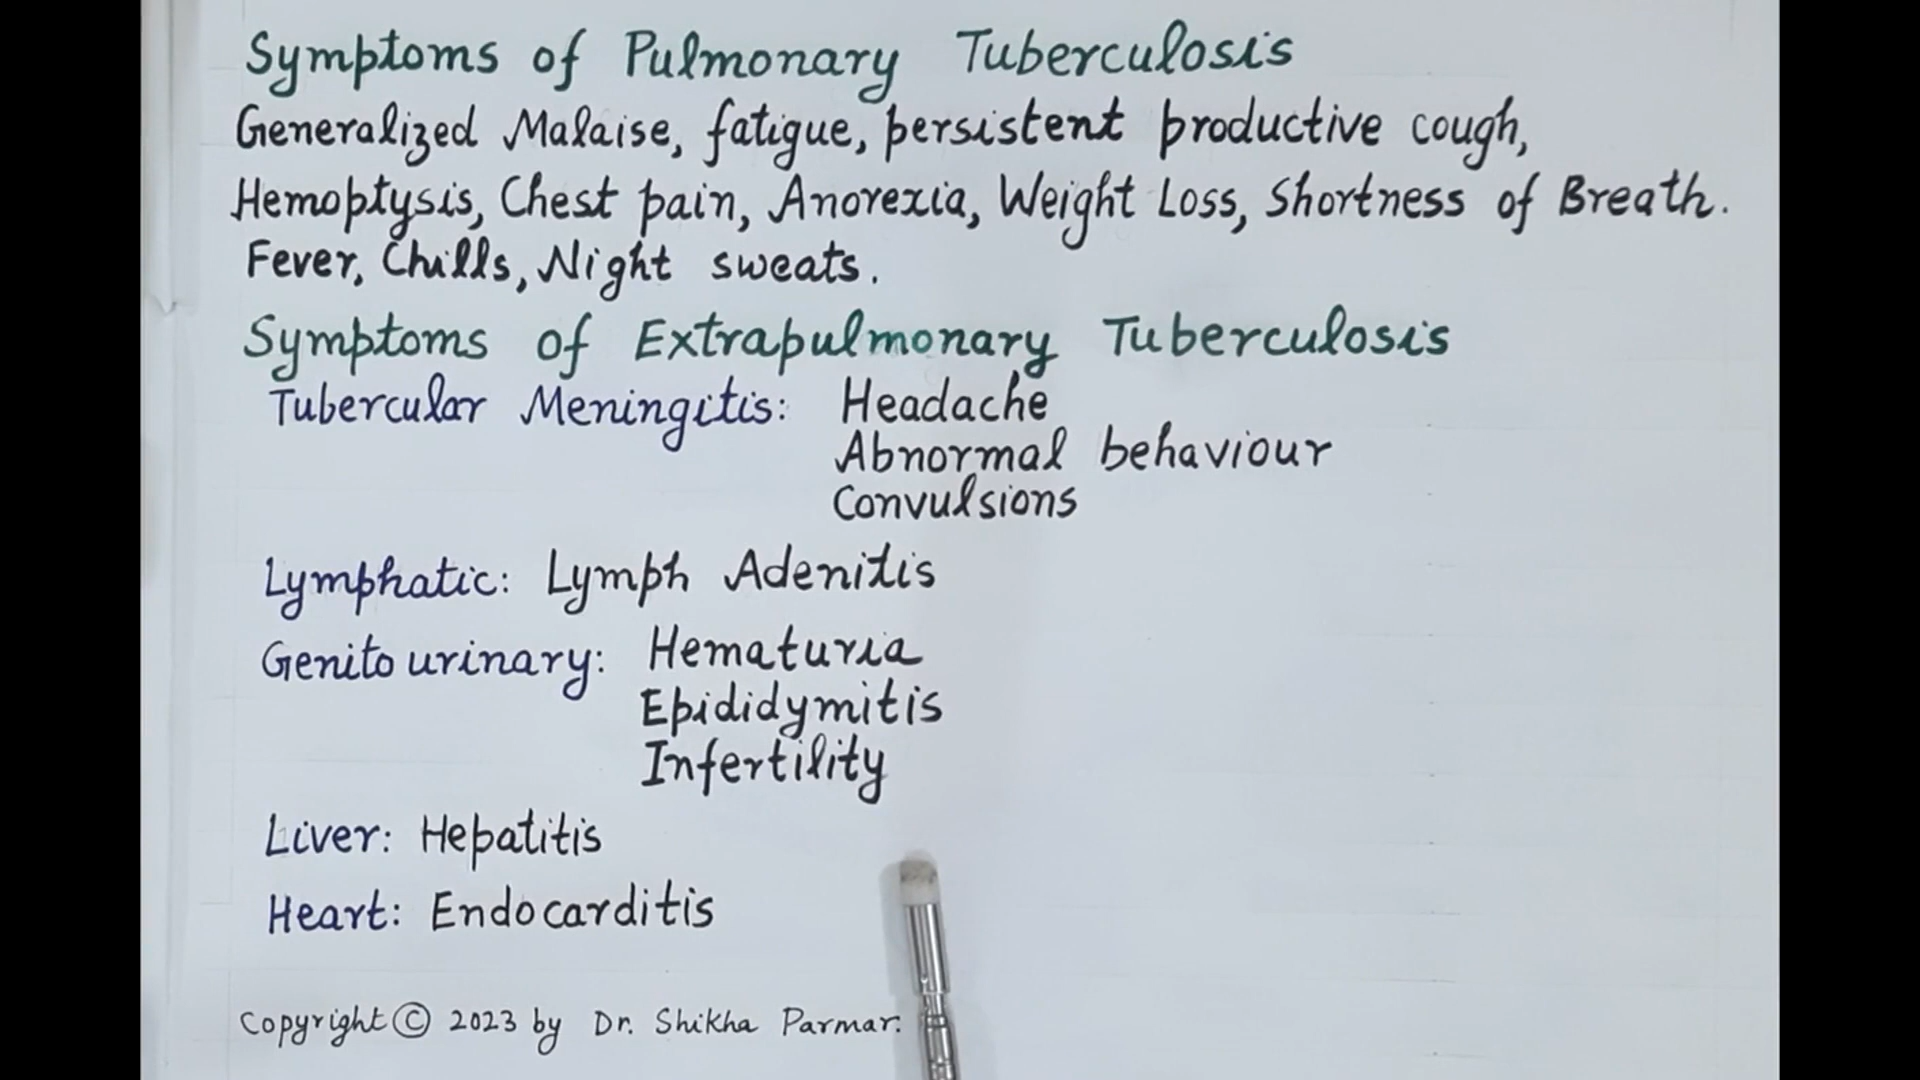 Symptoms of Pulmonary Tuberculosis
Generalized Malaise, fatigue, persistent productive cough,
Hemoptysis, Chest pain, Anorexia, Weight Loss, Shortness of Breath.
Fever, Chills, Night sweats.
Symptoms of Extrapulmonary Tuberculosis
Tubercular Meningitis: Headache
Abnormal behaviour
Convulsions
Lymphatic: Lymph Adenitis
Genito urinary: Hematuria
Epididymitis
Infertility
Liver: Hepatitis
Heart: Endocarditis
Copyright © 2023 by Dr. Shikha Parmar.